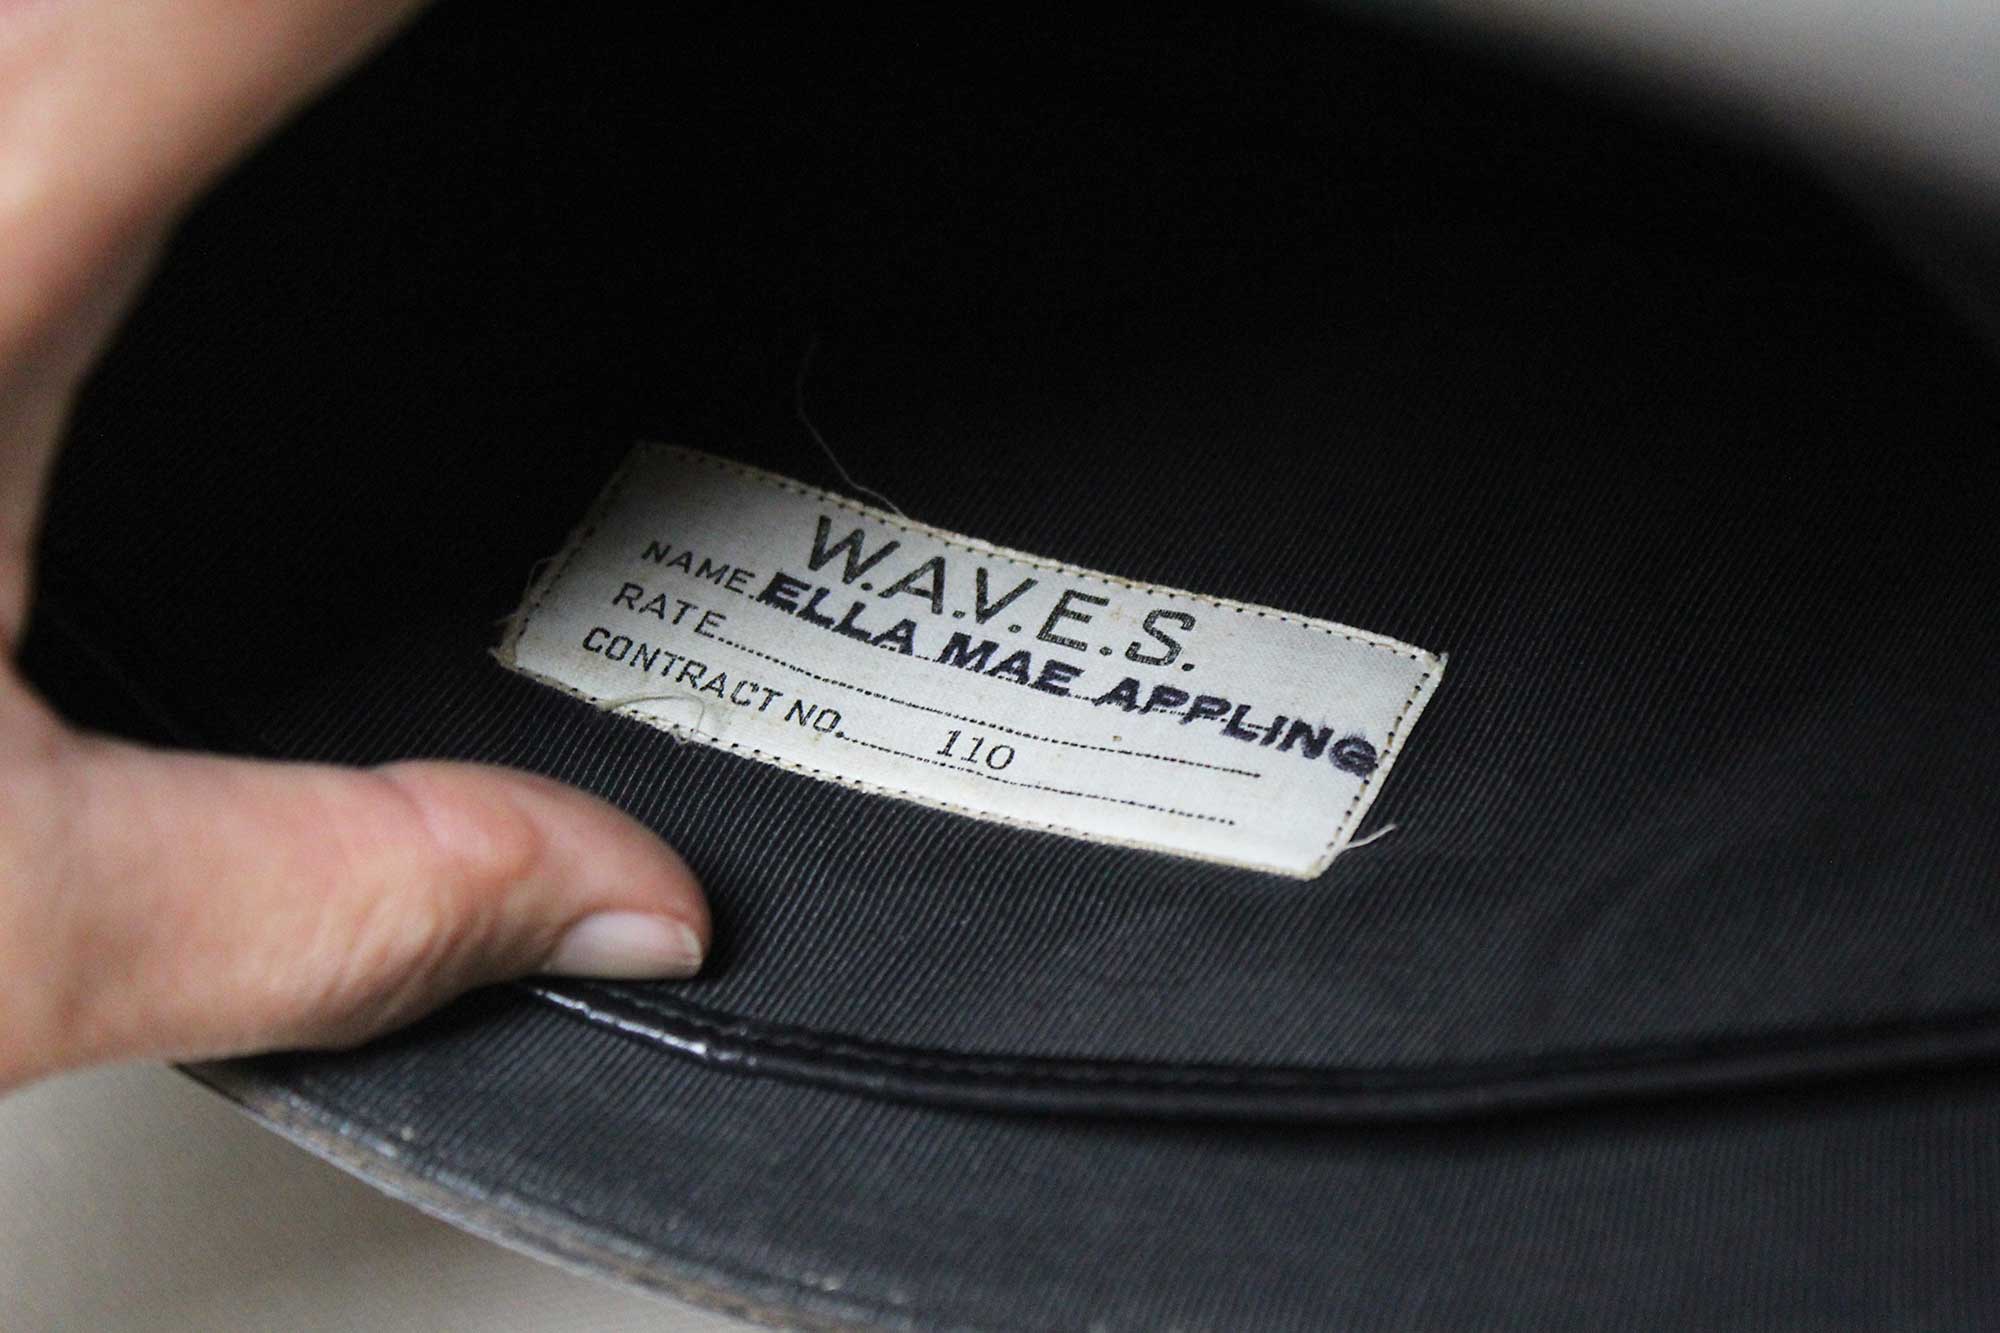 W.A.V.E.S.
NAME. ELLA MAE APPLING
RATE
CONTRACT NO. 110